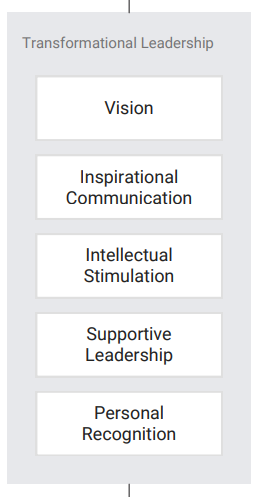 Transformational Leadership
Vision
Inspirational
Communication
Intellectual
Stimulation
Supportive
Leadership
Personal
Recognition